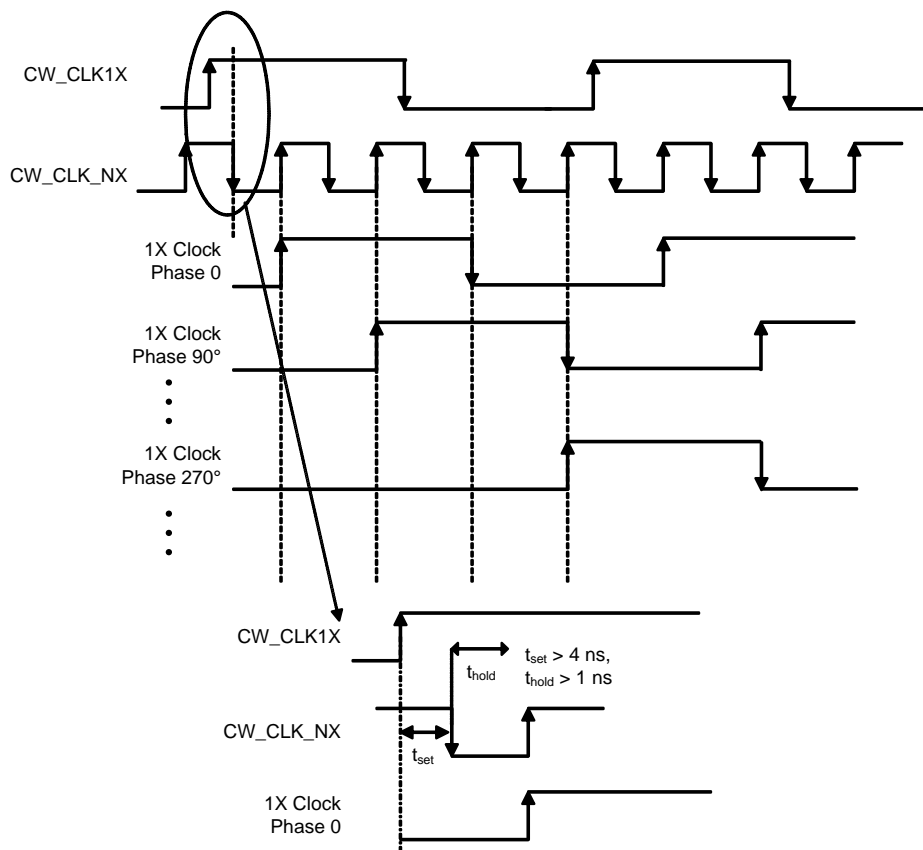 CW_CLK1X
CW_CLK_NX
1X Clock
Phase 0
1X Clock
Phase 90°
1X Clock
Phase 270°
CW_CLK1X
thold
tset > 4 ns,
thold > 1 ns
CW_CLK_NX
tset
1X Clock
Phase 0